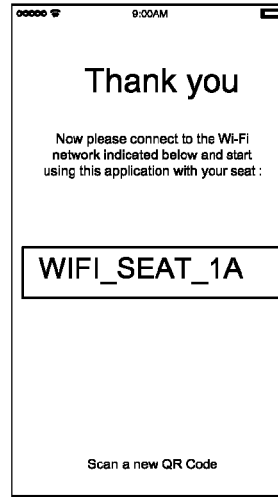 9:00AM
Thank you
Now please connect to the Wi-Fi
network indicated below and start
using this application with your seat :
WIFI_SEAT_1A
Scan a new QR Code